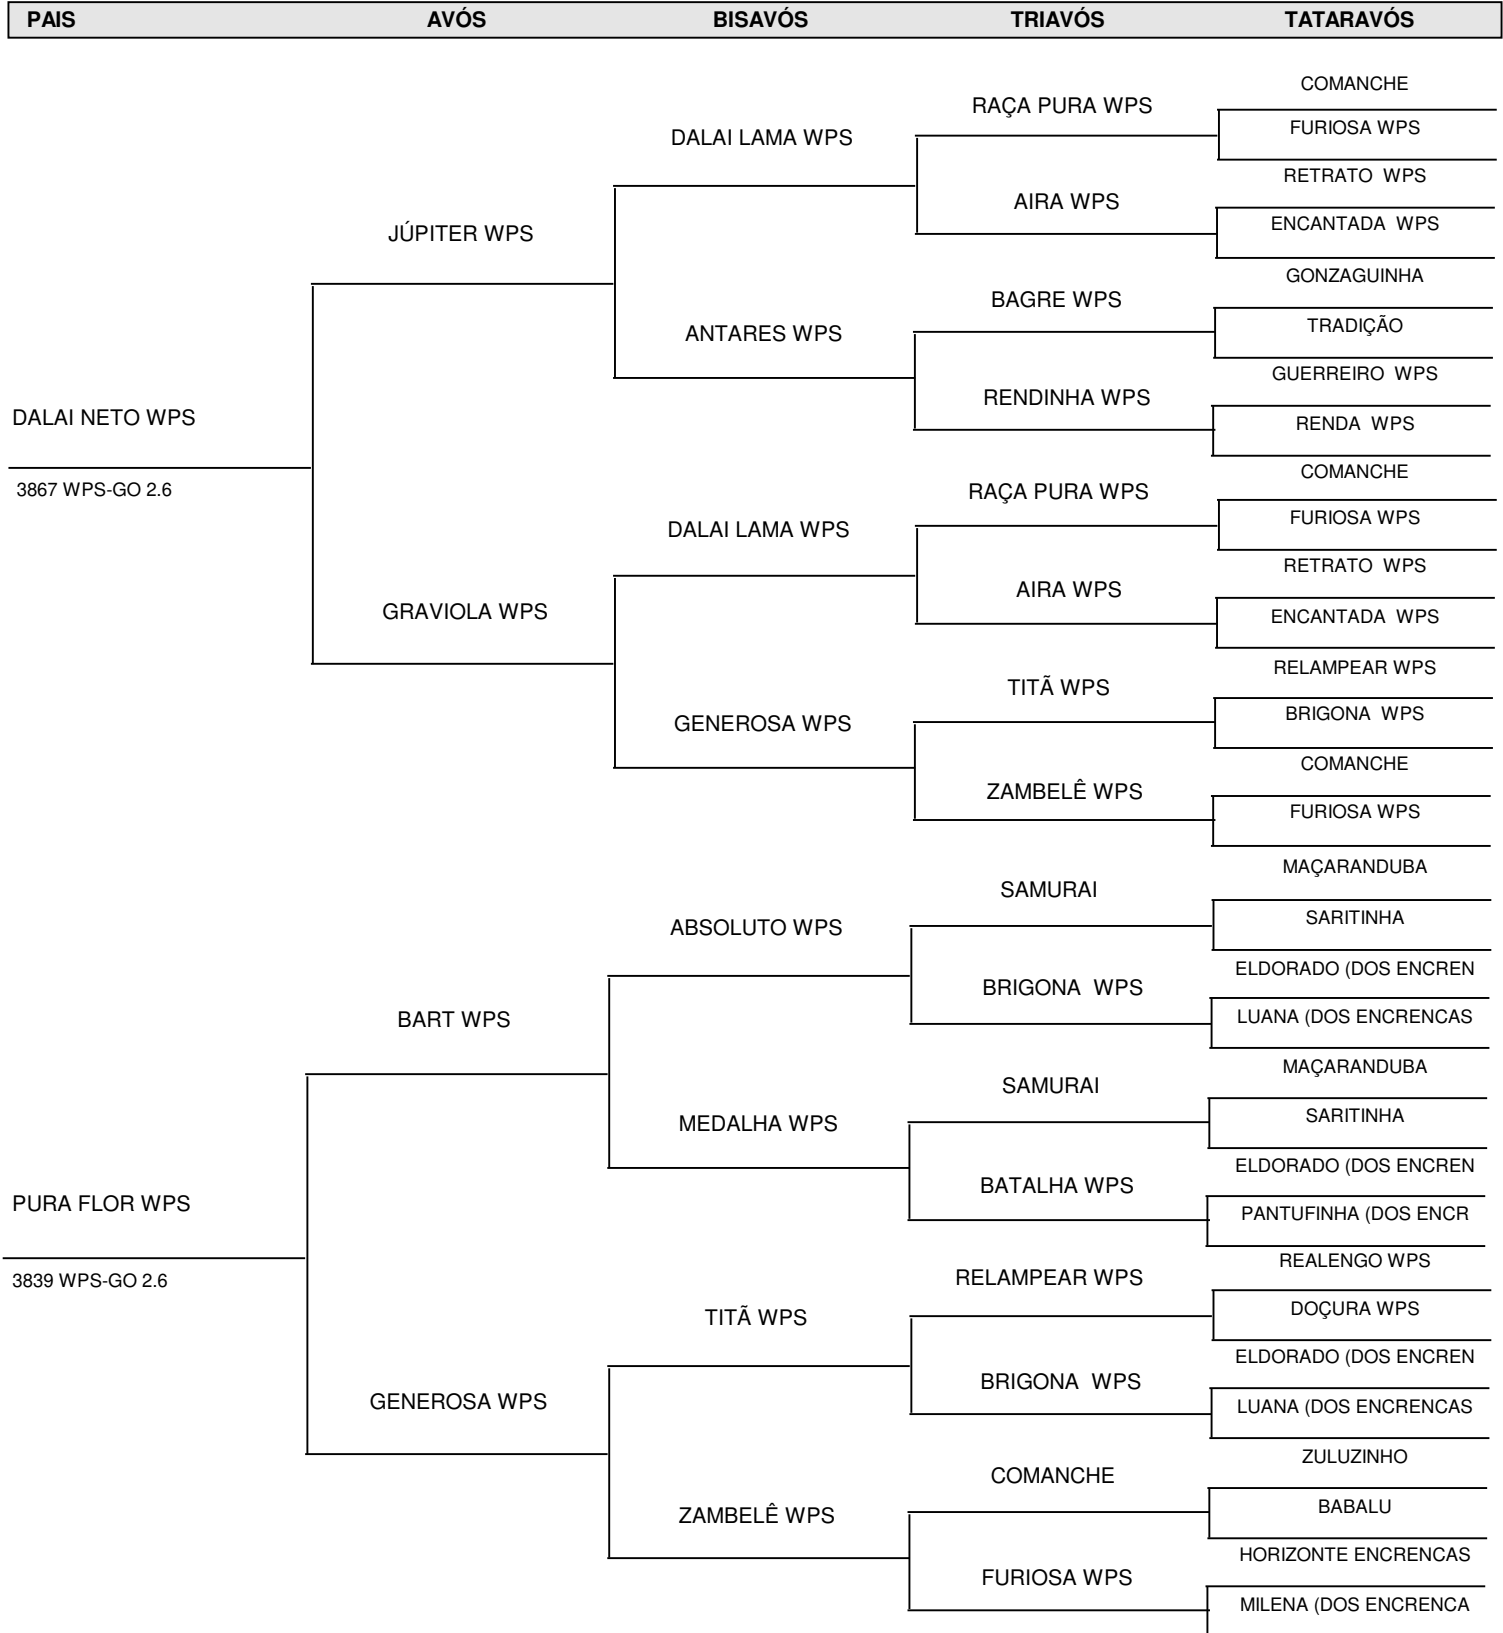 PAIS AVÓS BISAVÓS TRIAVÓS TATARAVÓS
COMANCHE
RAÇA PURA WPS
FURIOSA WPS
DALAI LAMA WPS
RETRATO WPS
AIRA WPS
ENCANTADA WPS
JÚPITER WPS
GONZAGUINHA
BAGRE WPS
TRADIÇÃO
ANTARES WPS
GUERREIRO WPS
RENDINHA WPS
RENDA WPS
DALAI NETO WPS
3867 WPS-GO 2.6
COMANCHE
RAÇA PURA WPS
FURIOSA WPS
DALAI LAMA WPS
RETRATO WPS
AIRA WPS
ENCANTADA WPS
GRAVIOLA WPS
RELAMPEAR WPS
TITÃ WPS
BRIGONA WPS
GENEROSA WPS
COMANCHE
ZAMBELÊ WPS
FURIOSA WPS
MAÇARANDUBA
SAMURAI
SARITINHA
ABSOLUTO WPS
ELDORADO (DOS ENCREN
BRIGONA WPS
LUANA (DOS ENCRENCAS
BART WPS
MAÇARANDUBA
SAMURAI
SARITINHA
MEDALHA WPS
ELDORADO (DOS ENCREN
BATALHA WPS
PANTUFINHA (DOS ENCR
PURA FLOR WPS
3839 WPS-GO 2.6
REALENGO WPS
RELAMPEAR WPS
DOÇURA WPS
TITÃ WPS
ELDORADO (DOS ENCREN
BRIGONA WPS
LUANA (DOS ENCRENCAS
GENEROSA WPS
ZULUZINHO
COMANCHE
BABALU
ZAMBELÊ WPS
HORIZONTE ENCRENCAS
FURIOSA WPS
MILENA (DOS ENCRENCA